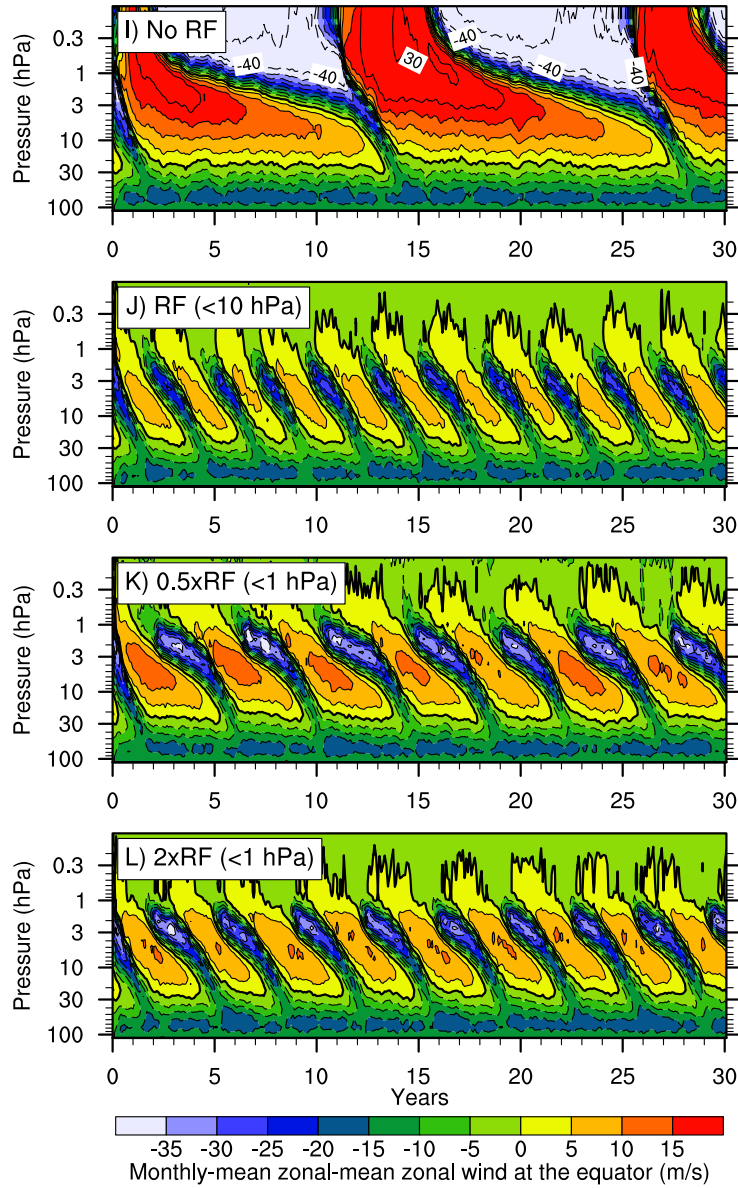 I) No RF
Pressure (hPa)
0.3
1
3
10
30
100
-40
-40
30
-40
-40
-40
0 5 10 15 20 25 30
J) RF (<10 hPa)
Pressure (hPa)
0.3
1
3
10
30
100
0 5 10 15 20 25 30
K) 0.5xRF (<1 hPa)
Pressure (hPa)
0.3
1
3
10
30
100
0 5 10 15 20 25 30
L) 2xRF (<1 hPa)
Pressure (hPa)
0.3
1
3
10
30
100
0 5 10 15 20 25 30
Years
-35 -30 -25 -20 -15 -10 -5 0 5 10 15
Monthly-mean zonal-mean zonal wind at the equator (m/s)